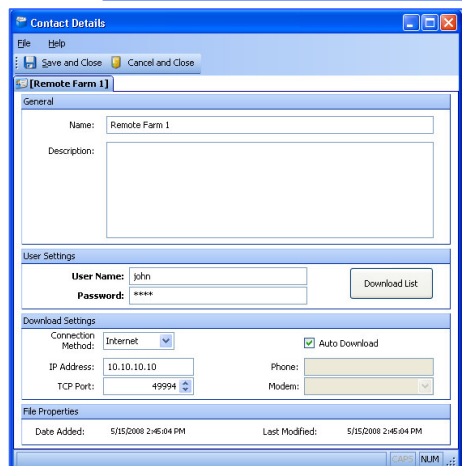 Contact Details
File Help
Save and Close Cancel and Close
[Remote Farm 1]
General
Name: Remote Farm 1
Description:
User Settings
User Name: john
Password: ****
Download List
Download Settings
Connection Method: Internet
Auto Download
IP Address: 10.10.10.10 Phone:
TCP Port: 49994 Modem:
File Properties
Date Added: 5/15/2008 2:45:04 PM Last Modified: 5/15/2008 2:45:04 PM
CAPS NUM